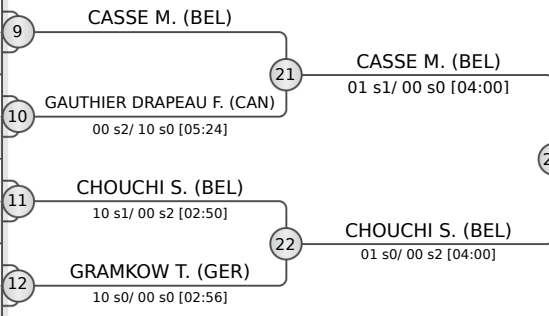 9
CASSE M. (BEL)
21
CASSE M. (BEL)
01 s1/ 00 s0 [04:00]
10
GAUTHIER DRAPEAU F. (CAN)
00 s2/ 10 s0 [05:24]
11
CHOUCHI S. (BEL)
10 s1/ 00 s2 [02:50]
22
CHOUCHI S. (BEL)
01 s0/ 00 s2 [04:00]
12
GRAMKOW T. (GER)
10 s0/ 00 s0 [02:56]